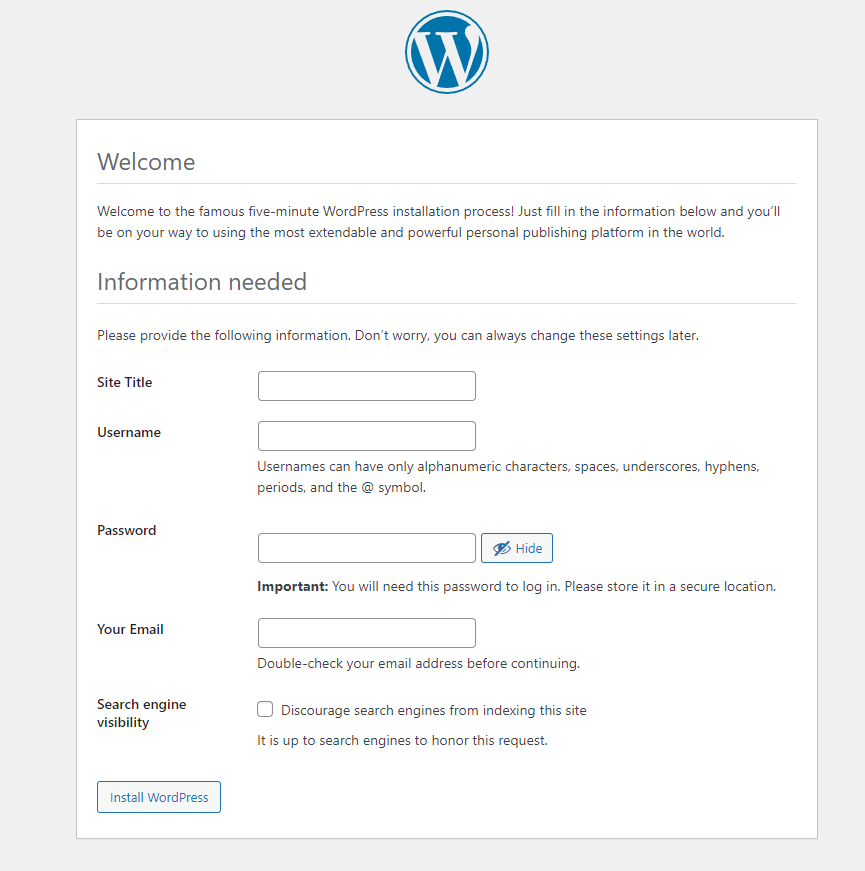 Welcome
Welcome to the famous five-minute WordPress installation process! Just fill in the information below and you’ll
be on your way to using the most extendable and powerful personal publishing platform in the world.
Information needed
Please provide the following information. Don’t worry, you can always change these settings later.
Site Title
Username
Usernames can have only alphanumeric characters, spaces, underscores, hyphens,
periods, and the @ symbol.
Password
Hide
Important: You will need this password to log in. Please store it in a secure location.
Your Email
Double-check your email address before continuing.
Search engine
visibility
Discourage search engines from indexing this site
It is up to search engines to honor this request.
Install WordPress